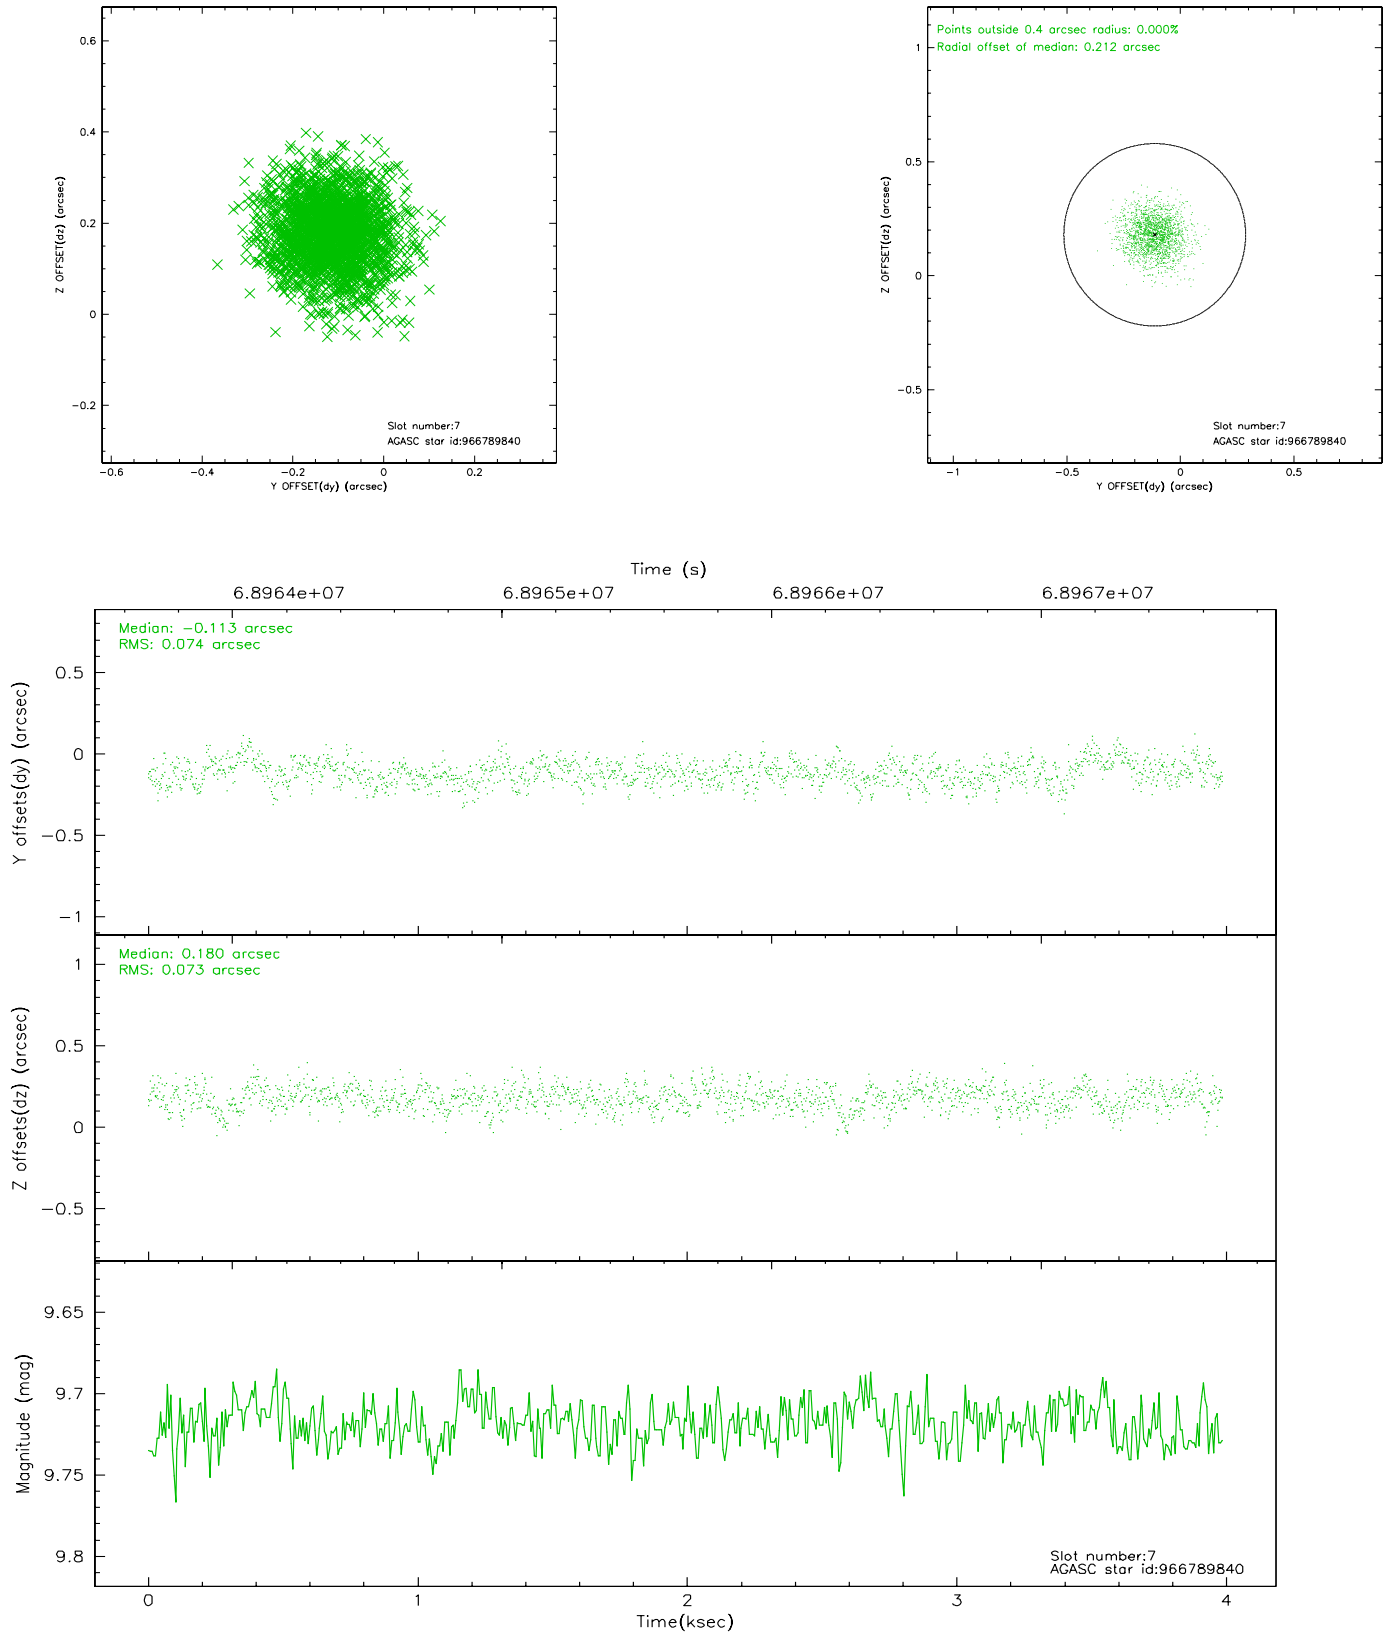 0.6
0.4
0.2
0
−0.2
Z OFFSET(dz) (arcsec)
Slot number:7
AGASC star id:966789840
−0.6 −0.4 −0.2 0 0.2
Y OFFSET(dy) (arcsec)
Points outside 0.4 arcsec radius: 0.000%
Radial offset of median: 0.212 arcsec
1
0.5
0
−0.5
Z OFFSET(dz) (arcsec)
Slot number:7
AGASC star id:966789840
−1 −0.5 0 0.5
Y OFFSET(dy) (arcsec)
Time (s)
6.8964e+07 6.8965e+07 6.8966e+07 6.8967e+07
Median: −0.113 arcsec
RMS: 0.074 arcsec
0.5
0
−0.5
−1
Y offsets(dy) (arcsec)
Median: 0.180 arcsec
RMS: 0.073 arcsec
1
0.5
0
−0.5
Z offsets(dz) (arcsec)
9.65
9.7
9.75
9.8
Magnitude (mag)
Slot number:7
AGASC star id:966789840
0 1 2 3 4
Time(ksec)